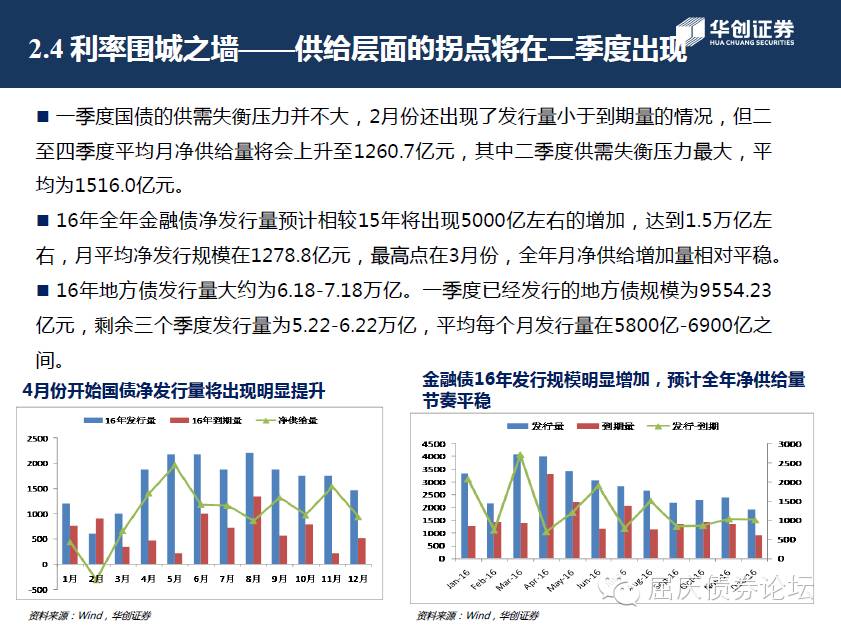 2.4 利率围城之墙——供给层面的拐点将在二季度出现
华创证券
HUA CHUANG SECURITIES
■ 一季度国债的供需失衡压力并不大，2月份还出现了发行量小于到期量的情况，但二
至四季度平均月净供给量将会上升至1260.7亿元，其中二季度供需失衡压力最大，平
均为1516.0亿元。
■ 16年全年金融债净发行量预计相较15年将出现5000亿左右的增加，达到1.5万亿左
右，月平均净发行规模在1278.8亿元，最高点在3月份，全年月净供给增加量相对平稳。
■ 16年地方债发行量大约为6.18-7.18万亿。一季度已经发行的地方债规模为9554.23
亿元，剩余三个季度发行量为5.22-6.22万亿，平均每个月发行量在5800亿-6900亿之
间。
4月份开始国债净发行量将出现明显提升
16年发行量 16年到期量 净供给量
2500
2000
1500
1000
500
0
-500
1月 2月 3月 4月 5月 6月 7月 8月 9月 10月 11月 12月
资料来源：Wind，华创证券
金融债16年发行规模明显增加，预计全年净供给量
节奏平稳
发行量 到期量 发行-到期
4500 3000
4000 2500
3500
3000 2000
2500 1500
2000
1500 1000
1000 500
500
0 0
Jan-16 Feb-16 Mar-16 Apr-16 May-16 Jun-16 Aug-16 Oct-16
资料来源：Wind，华创证券
屈庆债券论坛